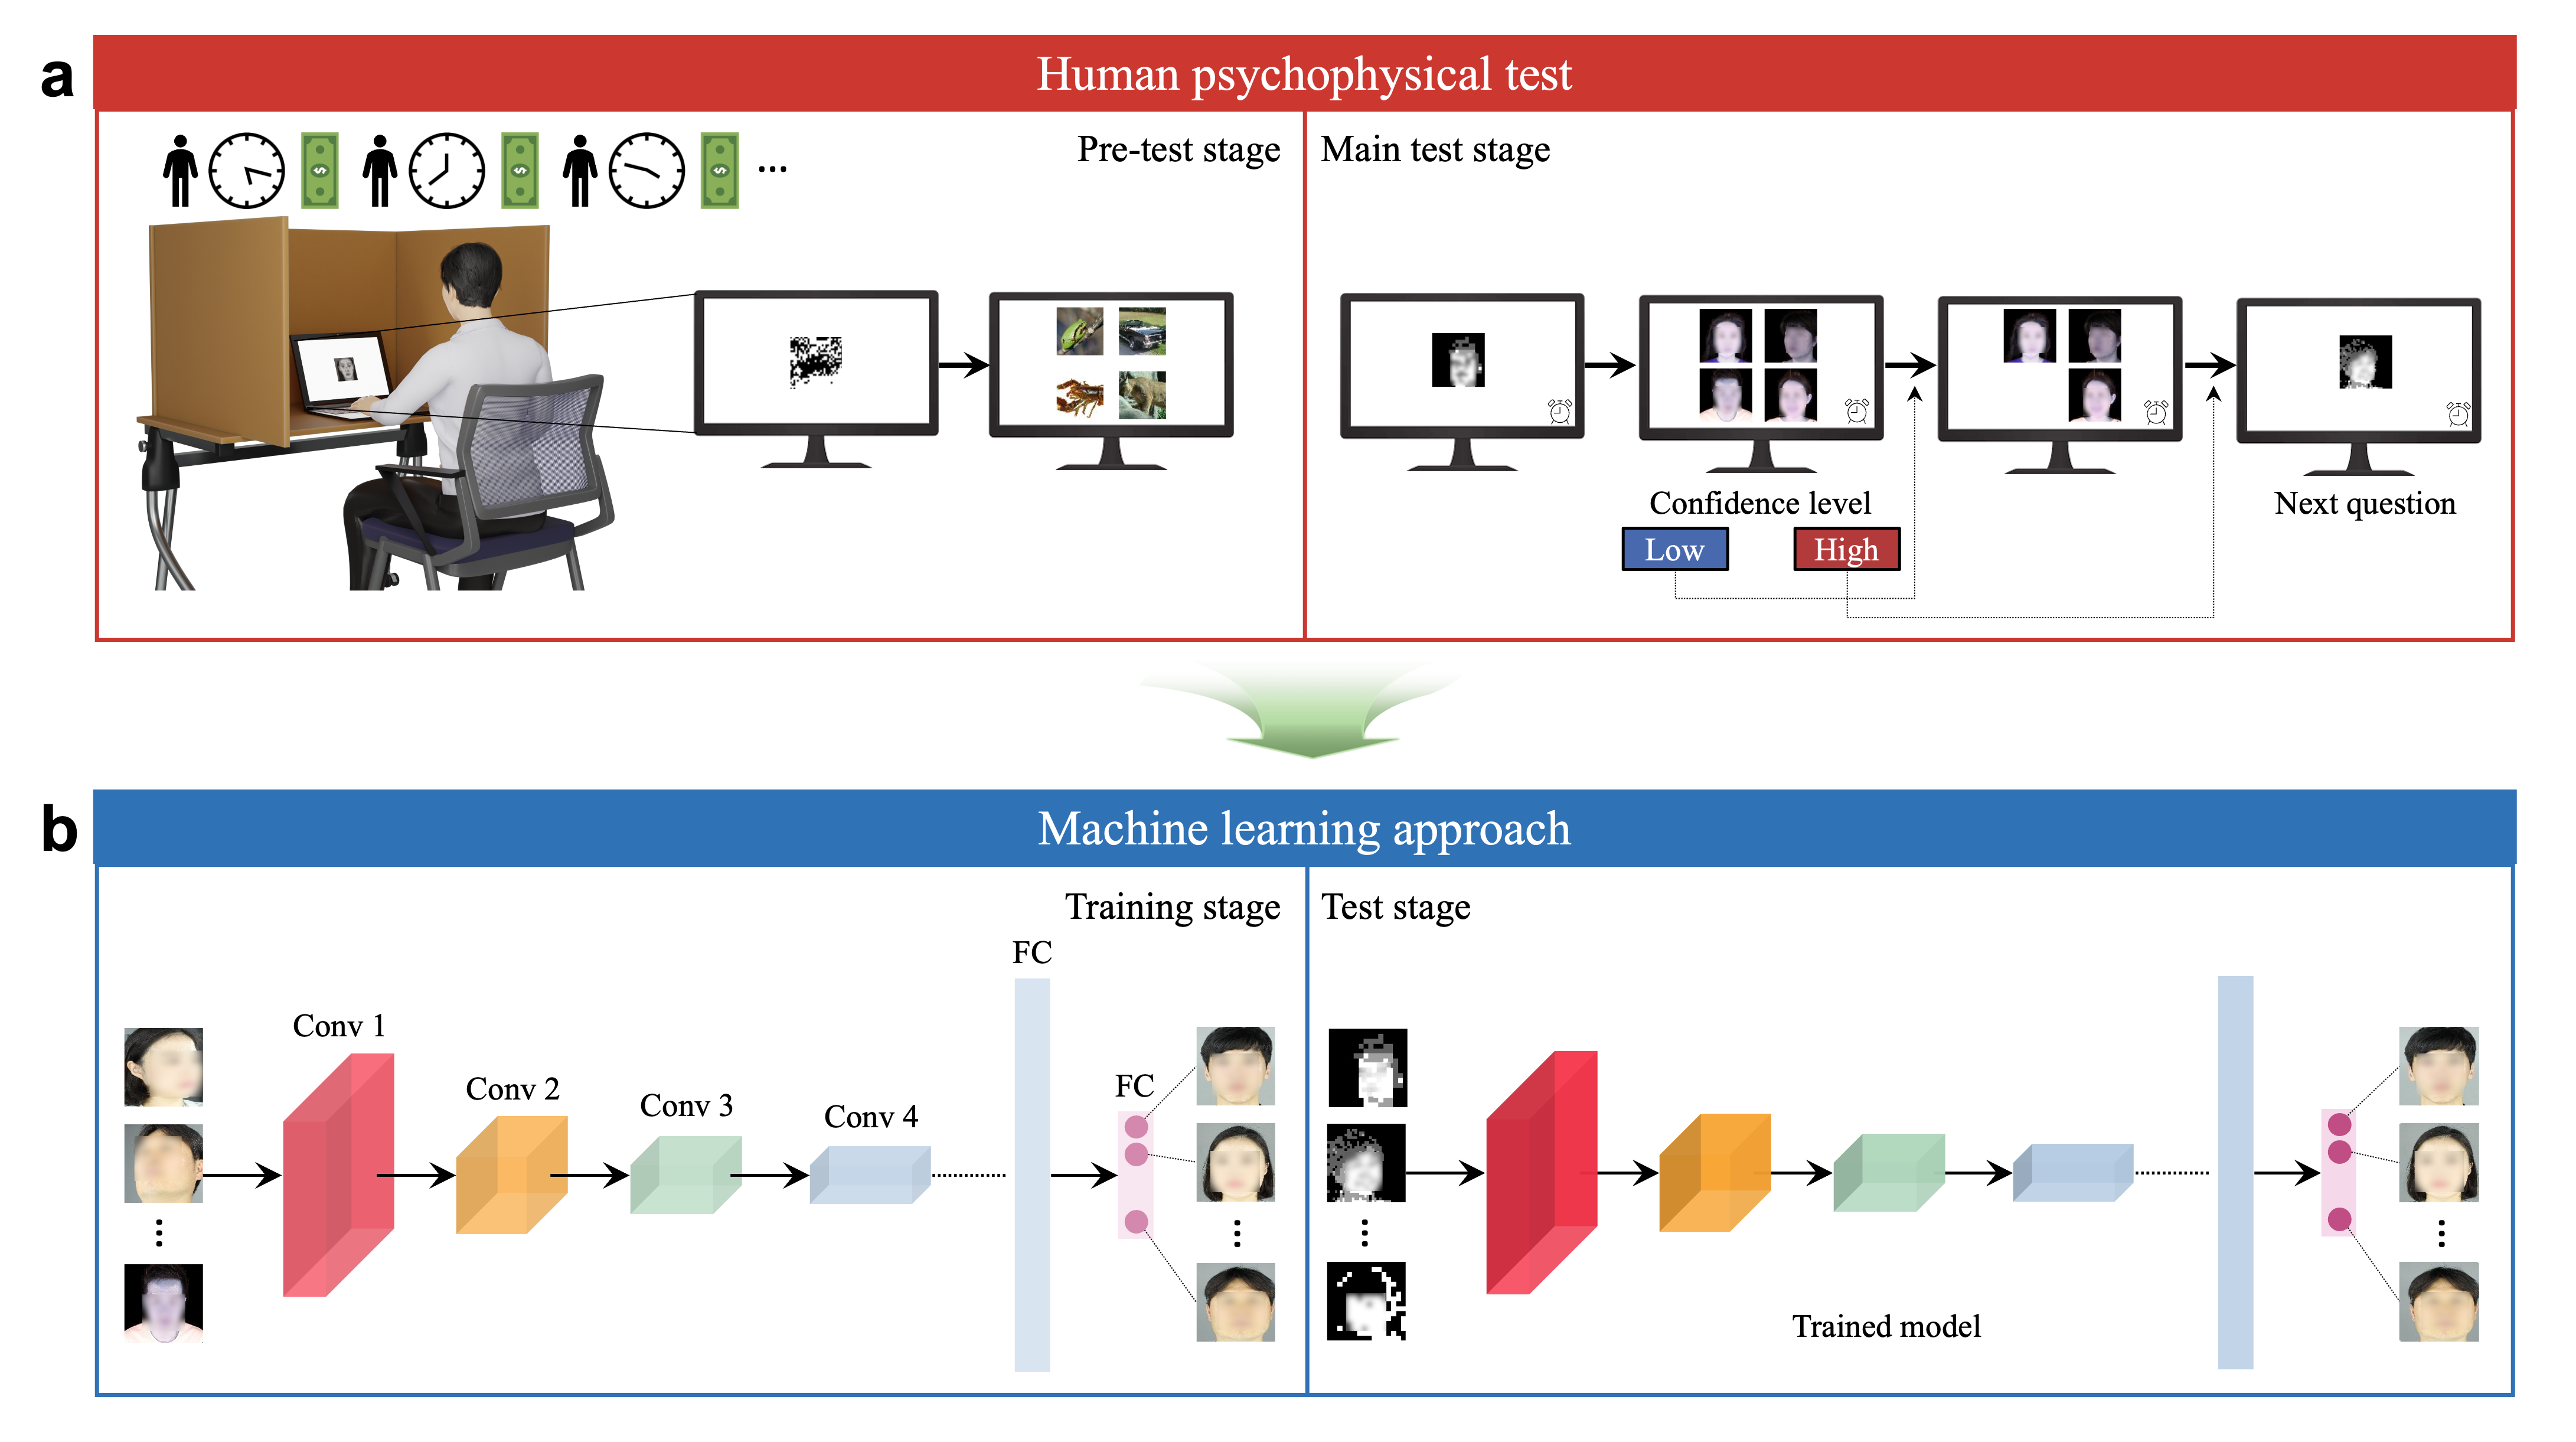 a
Human psychophysical test
Pre-test stage
...
Main test stage
Confidence level
Low
High
Next question
b
Machine learning approach
Training stage
FC
Conv 1
Conv 2
Conv 3
Conv 4
FC
Test stage
Trained model